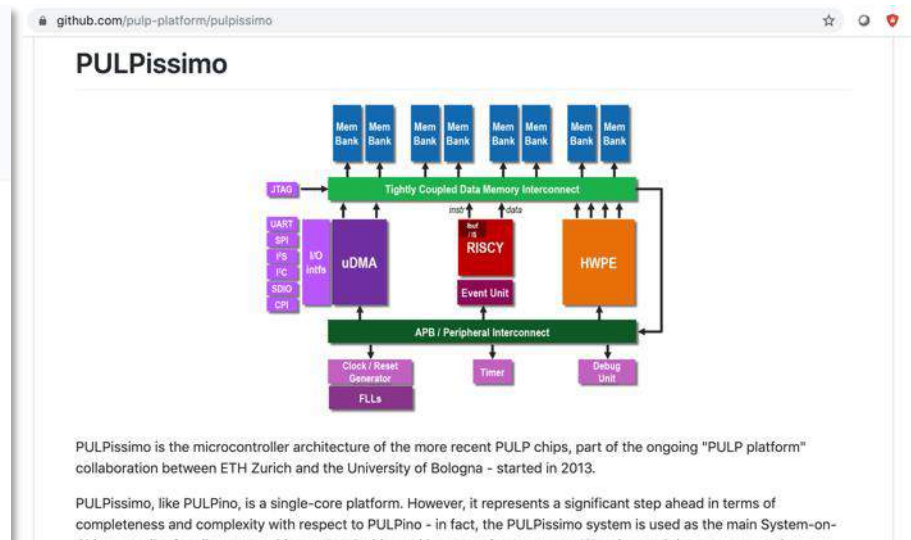 github.com/pulp-platform/pulpissimo
PULPissimo
Mem Bank
Mem Bank
Mem Bank
Mem Bank
Mem Bank
Mem Bank
Mem Bank
Mem Bank
JTAG
Tightly Coupled Data Memory Interconnect
instr
data
UART
SPI
I²S
I²C
SDIO
CPI
I/O
intfs
uDMA
Ibuf
/ I$
RISCY
Event Unit
HWPE
APB / Peripheral Interconnect
Clock / Reset
Generator
FLLs
Timer
Debug
Unit
PULPissimo is the microcontroller architecture of the more recent PULP chips, part of the ongoing "PULP platform"
collaboration between ETH Zurich and the University of Bologna - started in 2013.
PULPissimo, like PULPino, is a single-core platform. However, it represents a significant step ahead in terms of
completeness and complexity with respect to PULPino - in fact, the PULPissimo system is used as the main System-on-